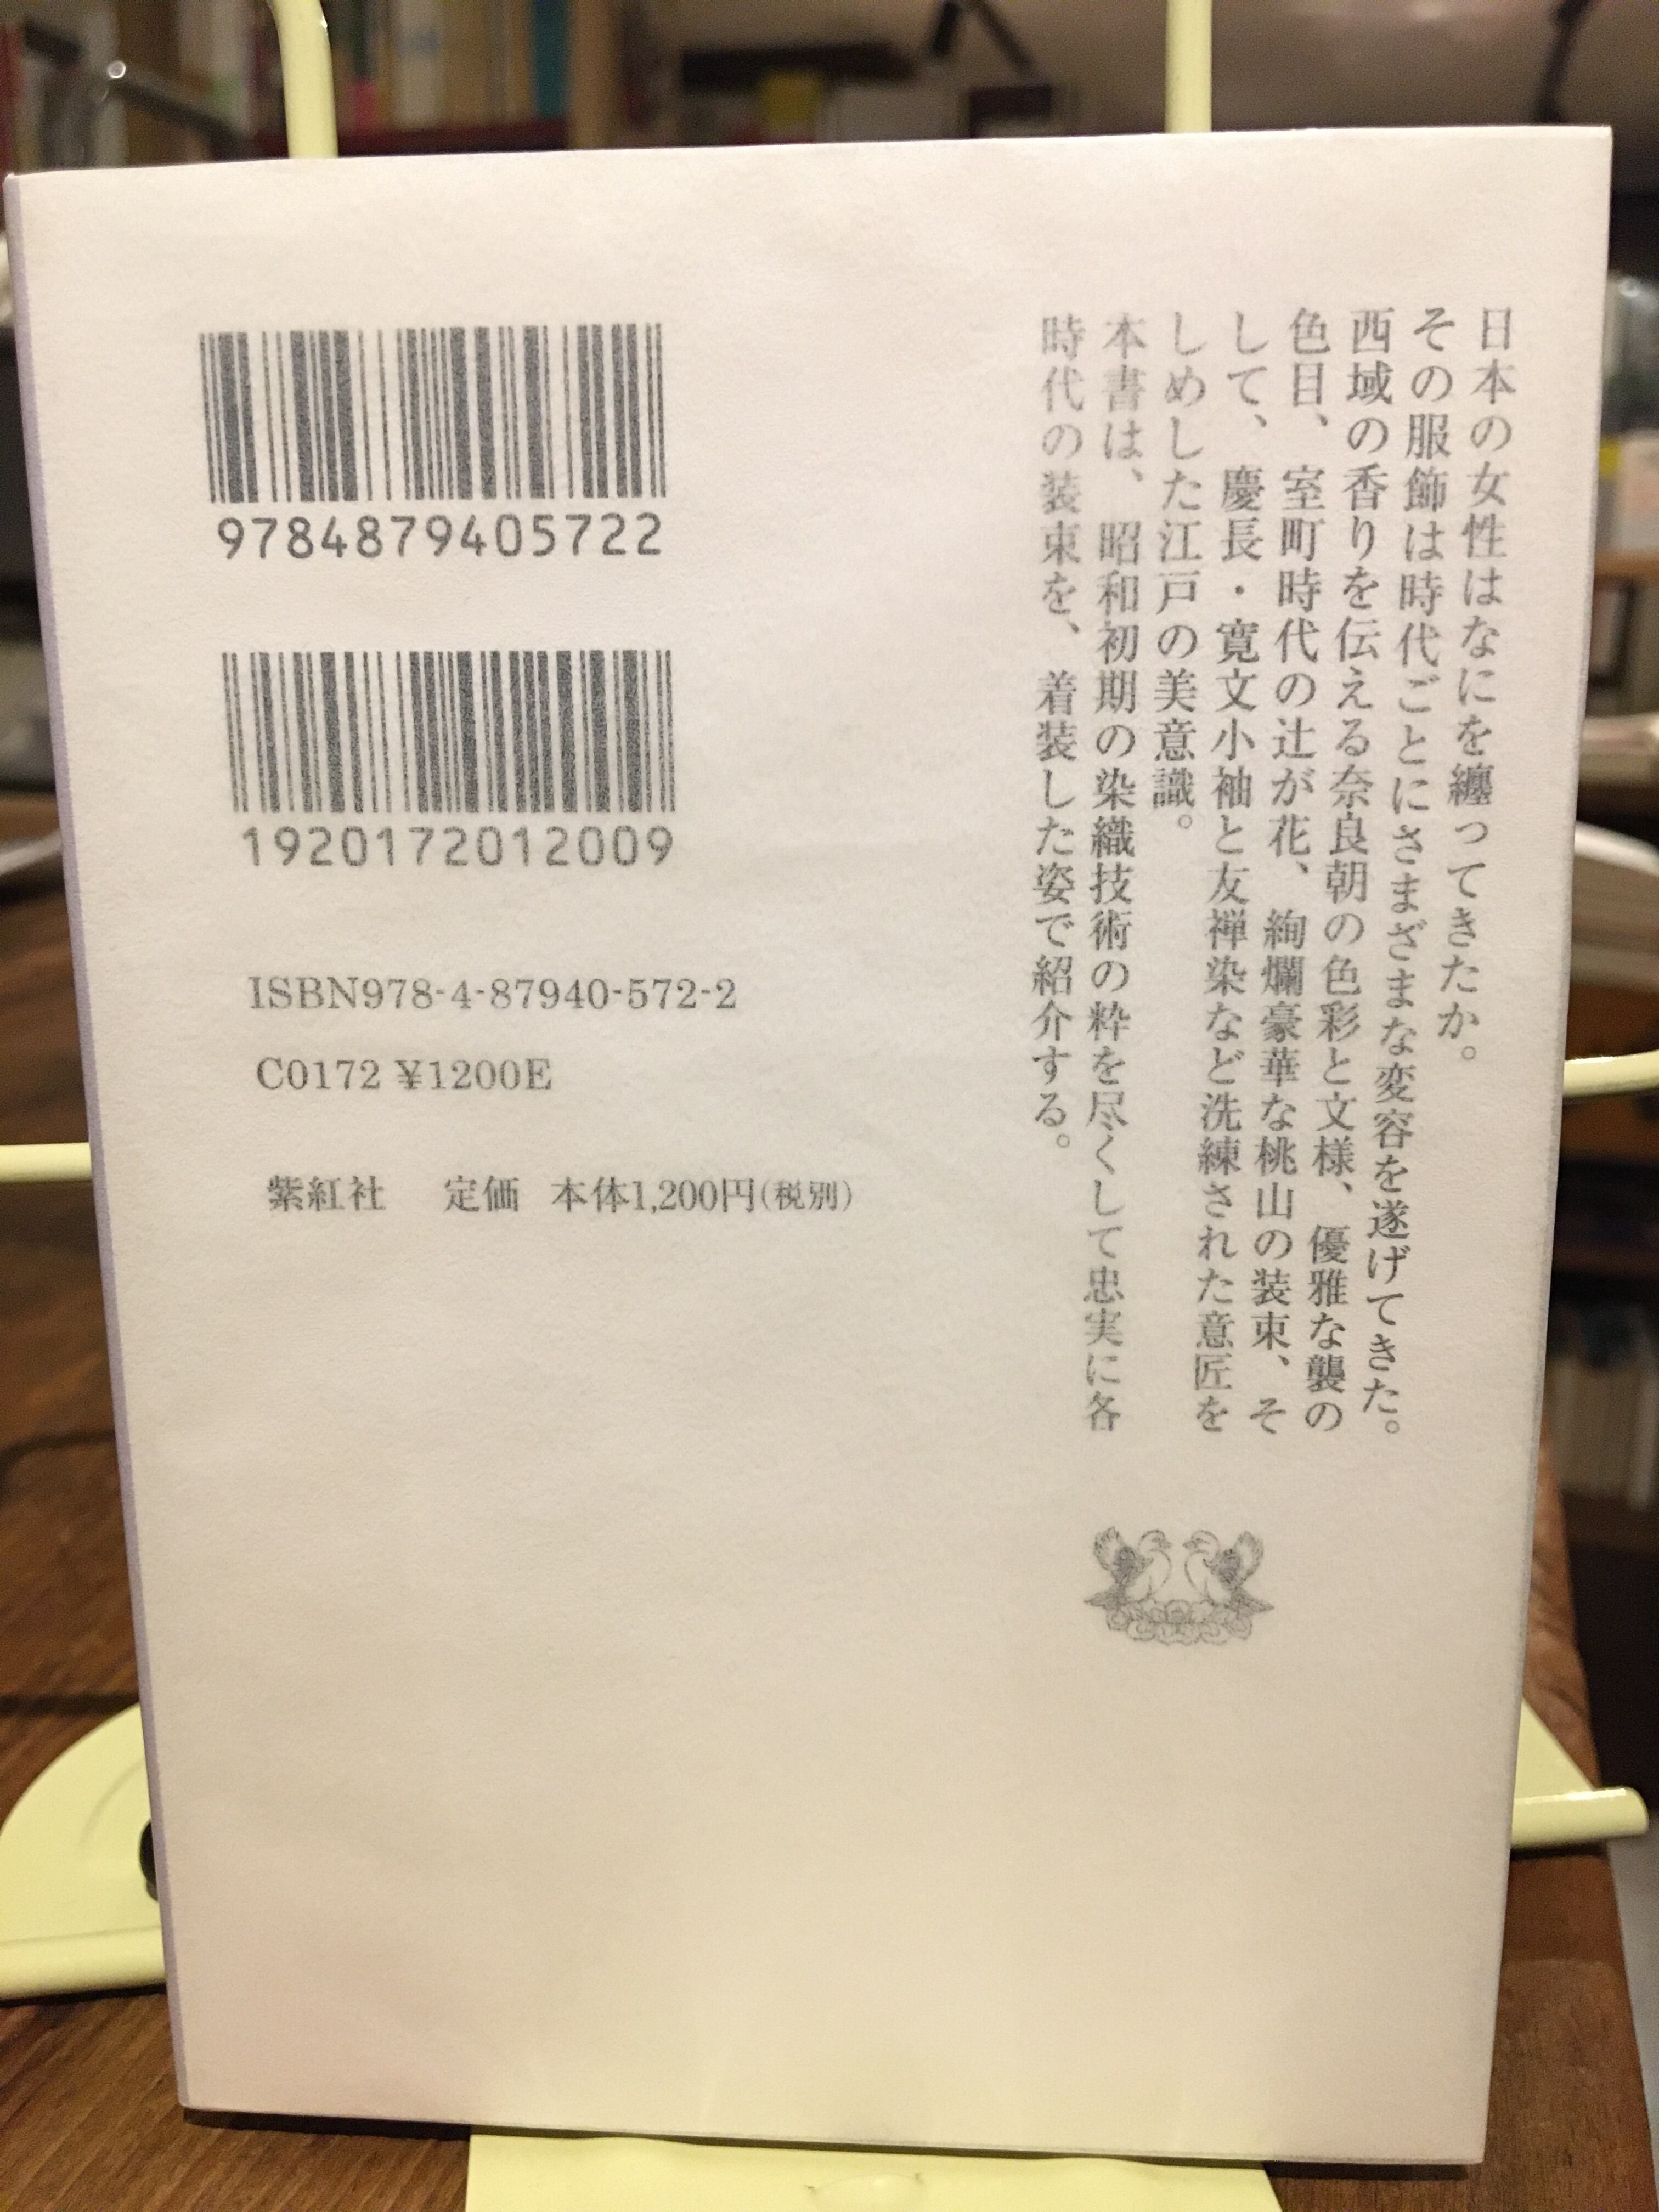 日本の女性はなにを纏ってきたか。
その服飾は時代ごとにさまざまな変容を遂げてきた。
西域の香りを伝える奈良朝の色彩と文様、優雅な襲の
色目、室町時代の辻が花、絢爛豪華な桃山の装束、そ
して、慶長・寛文小袖と友禅染など洗練された意匠を
しめした江戸の美意識。
本書は、昭和初期の染織技術の粋を尽くして忠実に各
時代の装束を、着装した姿で紹介する。
9784879405722
1920172012009
ISBN978-4-87940-572-2
C0172 ¥1200E
紫紅社 定価 本体1,200円(税別)